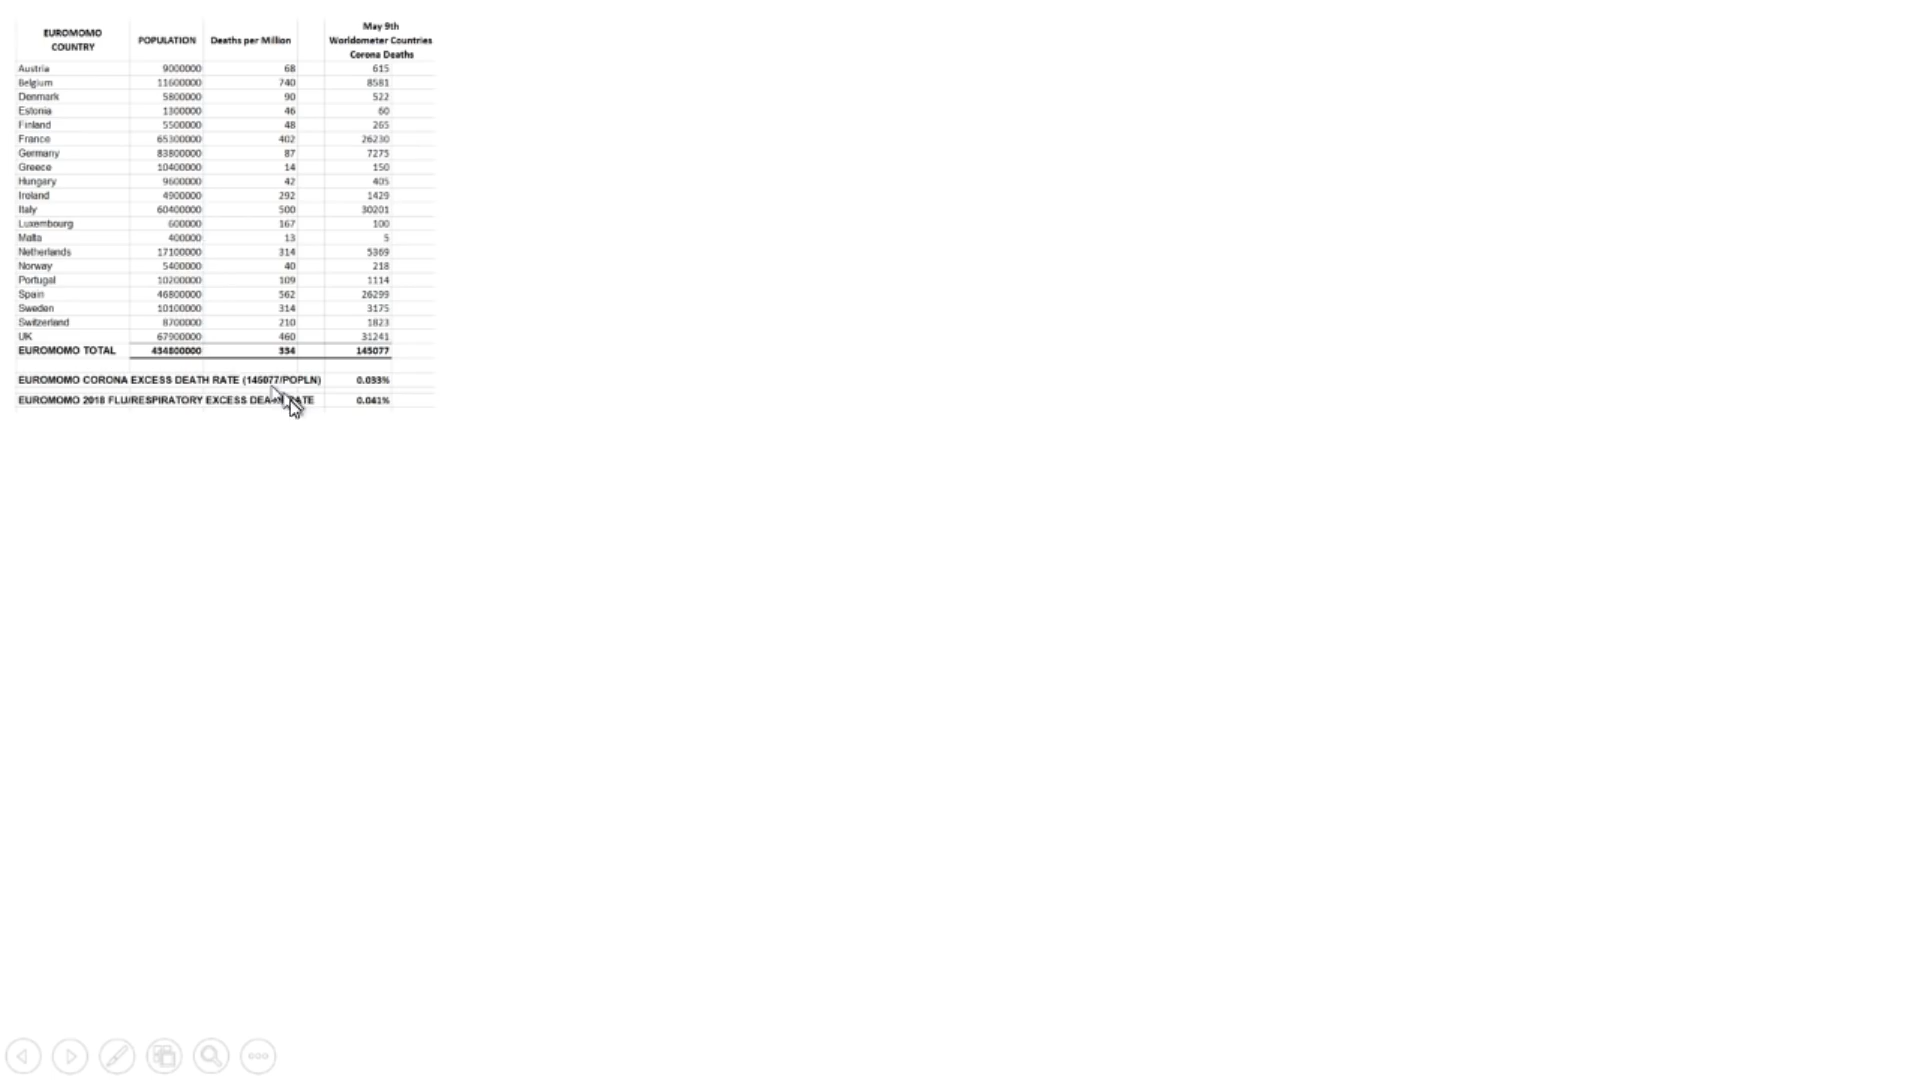 EUROMOMO COUNTRY POPULATION Deaths per Million May 9th Worldometer Countries Corona Deaths
Austria 9000000 68 615
Belgium 11600000 740 8581
Denmark 5800000 90 522
Estonia 1300000 46 60
Finland 5500000 48 265
France 65300000 402 26230
Germany 83800000 87 7275
Greece 10400000 14 150
Hungary 9600000 42 405
Ireland 4900000 292 1429
Italy 60400000 500 30201
Luxembourg 600000 167 100
Malta 400000 13 5
Netherlands 17100000 314 5369
Norway 5400000 40 218
Portugal 10200000 109 1114
Spain 46800000 562 26299
Sweden 10100000 314 3175
Switzerland 8700000 210 1823
UK 67900000 460 31241
EUROMOMO TOTAL 434800000 334 145077
EUROMOMO CORONA EXCESS DEATH RATE (145077/POPLN) 0.033%
EUROMOMO 2018 FLU/RESPIRATORY EXCESS DEATH RATE 0.041%